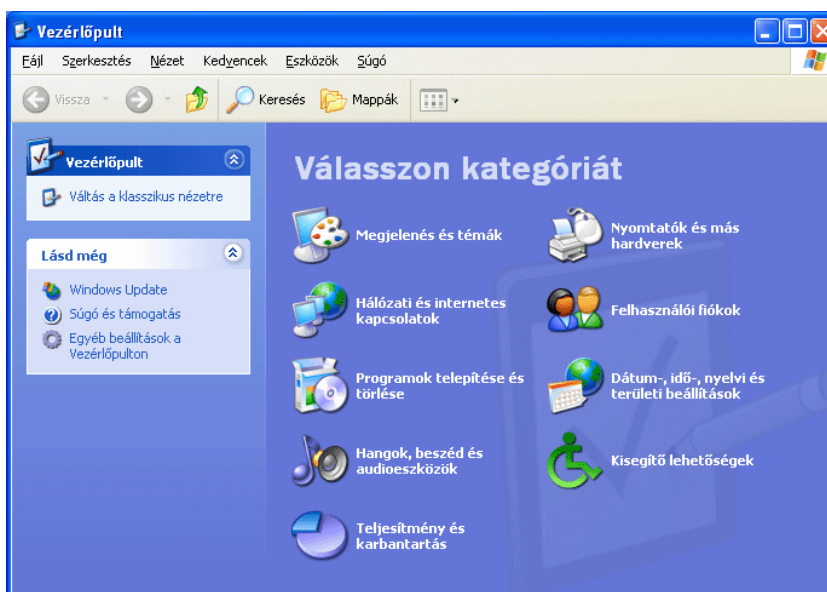 Vezérlőpult
Fájl Szerkesztés Nézet Kedvencek Eszközök Súgó
Vissza Keresés Mappák
Vezérlőpult
Váltás a klasszikus nézetre
Lásd még
Windows Update
Súgó és támogatás
Egyéb beállítások a
Vezérlőpulton
Válasszon kategóriát
Megjelenés és témák
Nyomtatók és más
hardverek
Hálózati és internetes
kapcsolatok
Felhasználói fiókok
Programok telepítése és
törlése
Dátum-, idő-, nyelvi és
területi beállítások
Hangok, beszéd és
audioeszközök
Kisegítő lehetőségek
Teljesítmény és
karbantartás